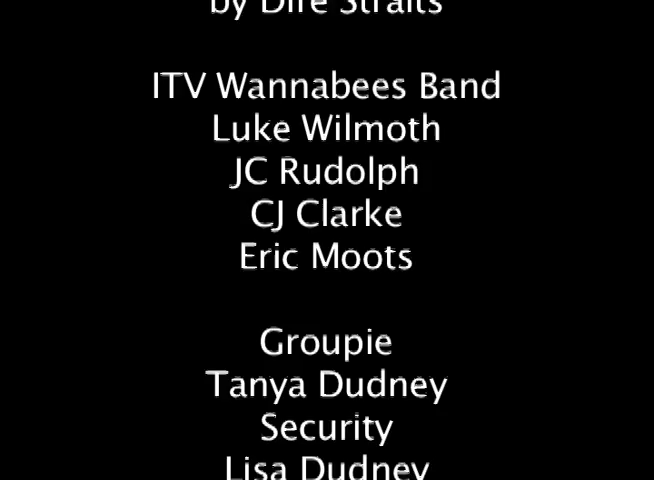 by Dire Straits
ITV Wannabees Band
Luke Wilmoth
JC Rudolph
CJ Clarke
Eric Moots
Groupie
Tanya Dudney
Security
Lisa Dudney